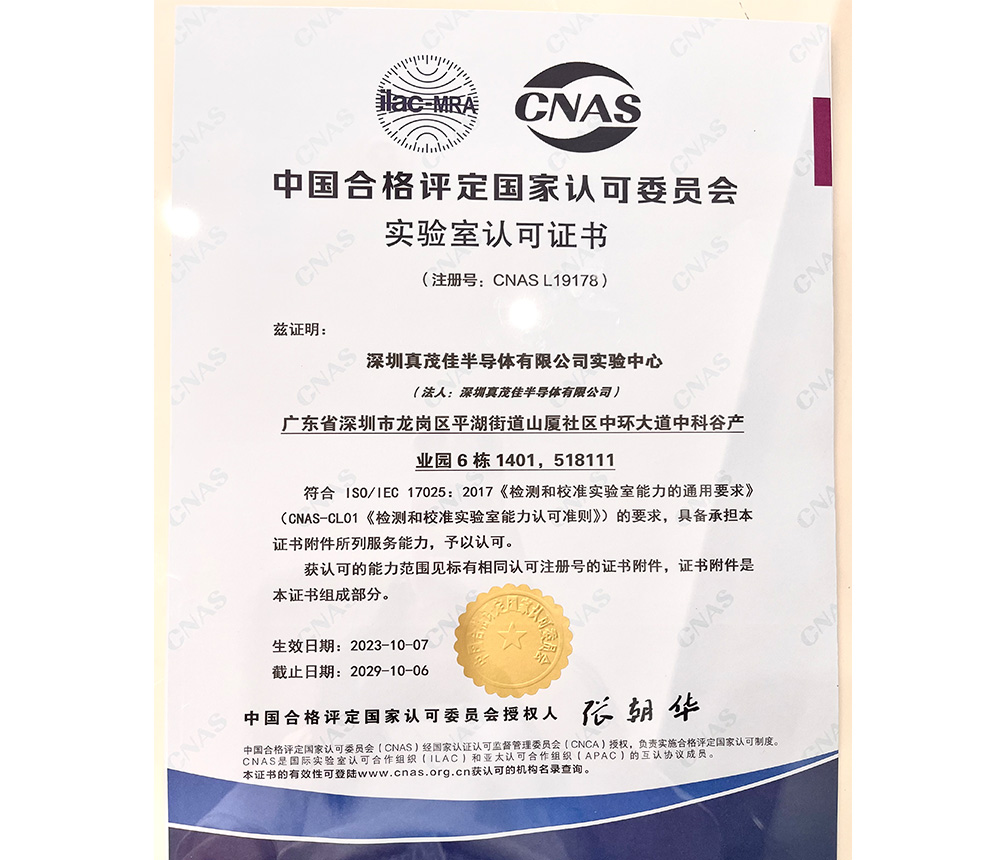 ilac-MRA
CNAS
中国合格评定国家认可委员会
实验室认可证书
（注册号：CNAS L19178）
兹证明：
深圳真茂佳半导体有限公司实验中心
（法人：深圳真茂佳半导体有限公司）
广东省深圳市龙岗区平湖街道山厦社区中环大道中科谷产
业园 6 栋 1401，518111
符合 ISO/IEC 17025：2017《检测和校准实验室能力的通用要求》
（CNAS-CL01《检测和校准实验室能力认可准则》）的要求，具备承担本
证书附件所列服务能力，予以认可。
获认可的能力范围见标有相同认可注册号的证书附件，证书附件是
本证书组成部分。
生效日期：2023-10-07
截止日期：2029-10-06
中国合格评定国家认可委员会
中国合格评定国家认可委员会授权人 张朝华
中国合格评定国家认可委员会（CNAS）经国家认证认可监督管理委员会（CNCA）授权，负责实施合格评定国家认可制度。
CNAS是国际实验室认可合作组织（ILAC）和亚太认可合作组织（APAC）的互认协议成员。
本证书的有效性可登陆www.cnas.org.cn获认可的机构名录查询。